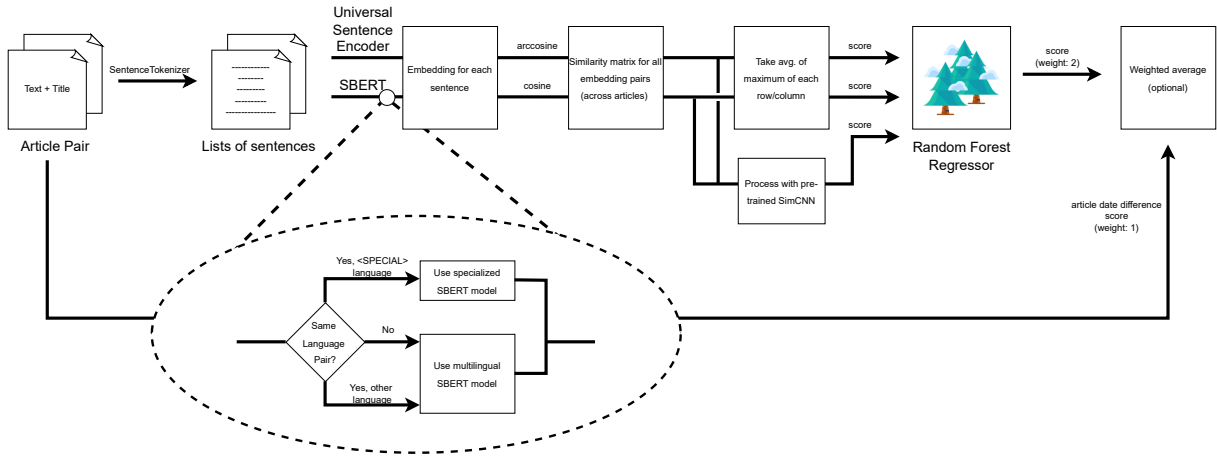 Text + Title
Article Pair
SentenceTokenizer
Lists of sentences
Universal
Sentence
Encoder
SBERT
Embedding for each
sentence
arccosine
cosine
Similarity matrix for all
embedding pairs
(across articles)
Take avg. of
maximum of each
row/column
Process with pre-
trained SimCNN
score
score
score
Random Forest
Regressor
score
(weight: 2)
Weighted average
(optional)
article date difference
score
(weight: 1)
Same
Language
Pair?
Yes, <SPECIAL>
language
No
Yes, other
language
Use specialized
SBERT model
Use multilingual
SBERT model